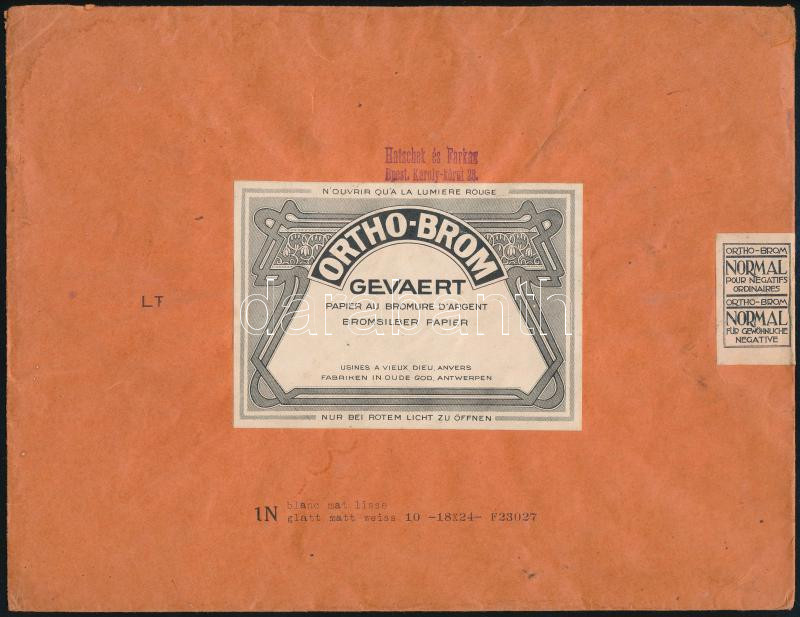 Hatschek és Farkas
Bpest. Károly-körut 28.
N'OUVRIR QU'A LA LUMIERE ROUGE
ORTHO-BROM
GEVAERT
PAPIER AU BROMURE D'ARGENT
BROMSILBER PAPIER
darabanth
USINES A VIEUX DIEU, ANVERS
FABRIKEN IN OUDE GOD, ANTWERPEN
NUR BEI ROTEM LICHT ZU ÖFFNEN
LT
ORTHO-BROM
NORMAL
POUR NEGATIFS
ORDINAIRES
ORTHO-BROM
NORMAL
FÜR GEWÖHNLICHE
NEGATIVE
1N blanc mat lisse
glatt matt weiss 10 -18X24- F23027